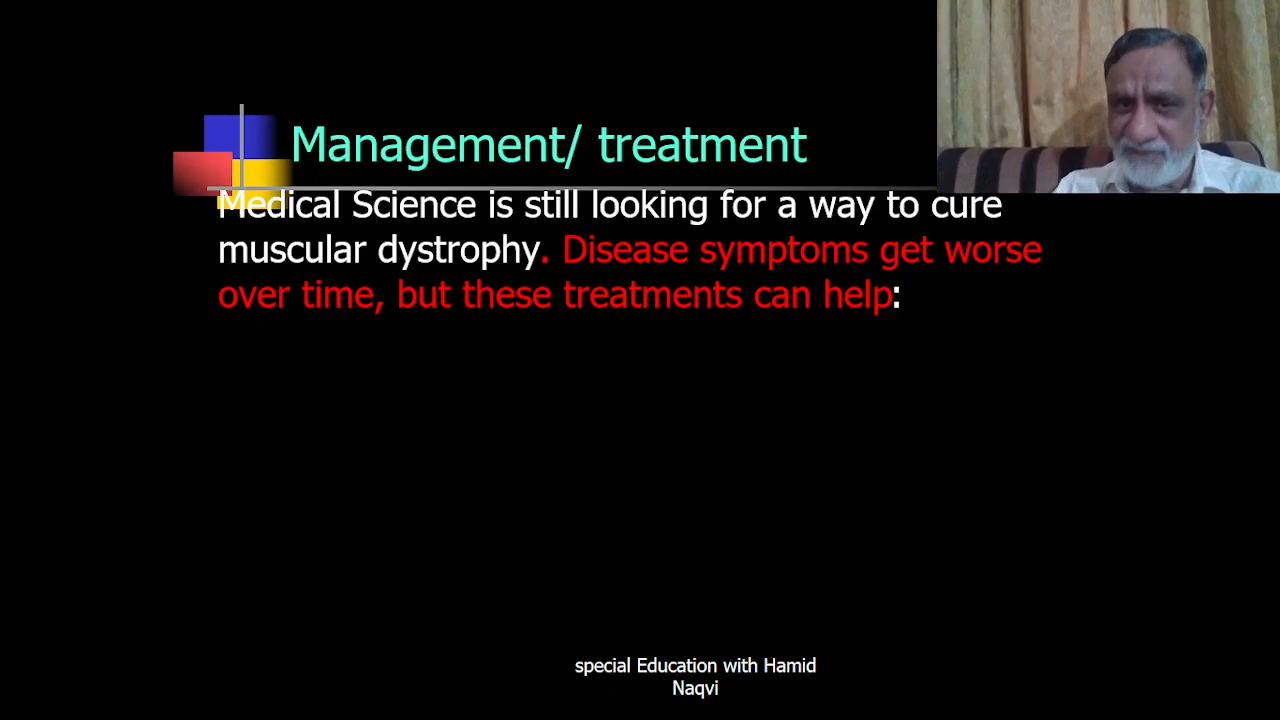 Management/ treatment
Medical Science is still looking for a way to cure
muscular dystrophy. Disease symptoms get worse
over time, but these treatments can help:
special Education with Hamid
Naqvi